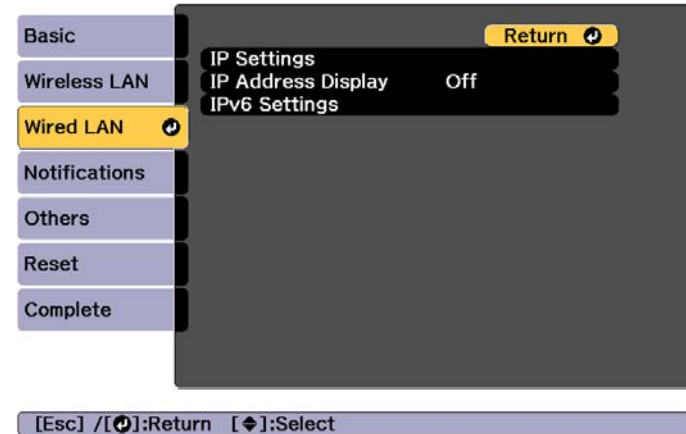 Basic
Return
IP Settings
Wireless LAN
IP Address Display Off
IPv6 Settings
Wired LAN
Notifications
Others
Reset
Complete
[Esc] /[⏎]:Return [◆]:Select